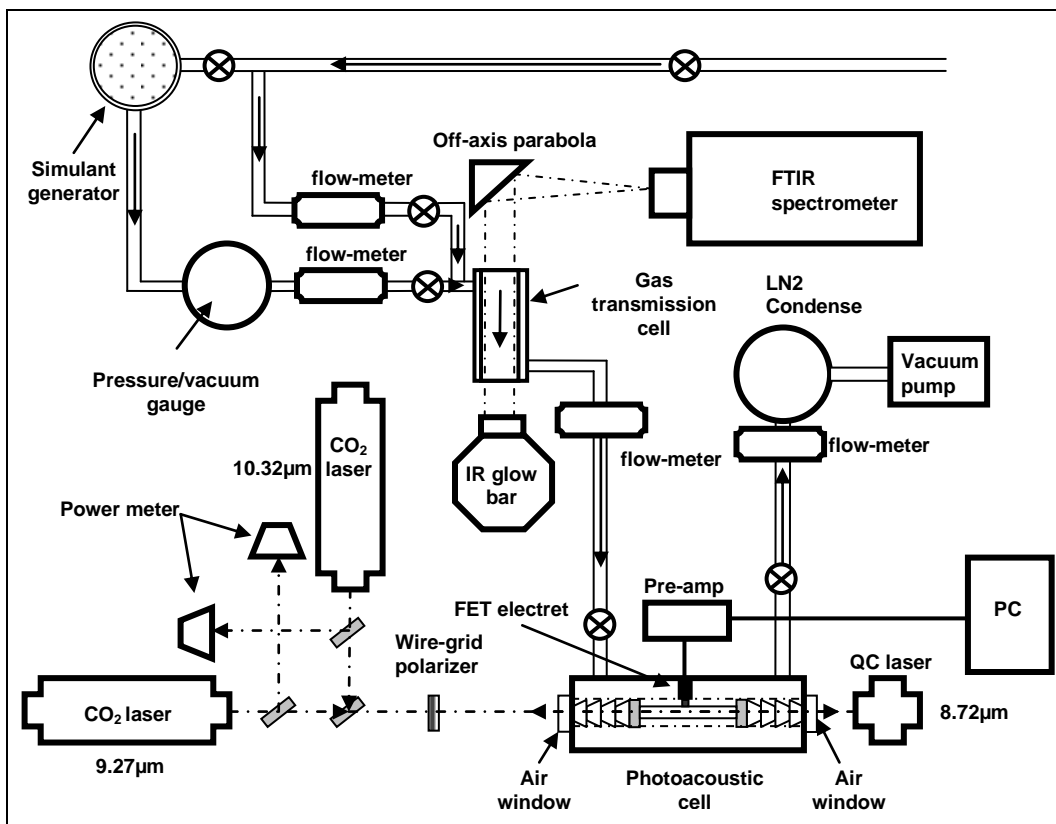 Simulant
generator
flow-meter
Off-axis parabola
FTIR
spectrometer
flow-meter
Gas
transmission
cell
LN2
Condense
Vacuum
pump
Pressure/vacuum
gauge
CO2
laser
10.32µm
IR glow
bar
flow-meter
flow-meter
Power meter
Pre-amp
PC
FET electret
Wire-grid
polarizer
QC laser
8.72µm
CO2 laser
9.27µm
Air
window
Photoacoustic
cell
Air
window